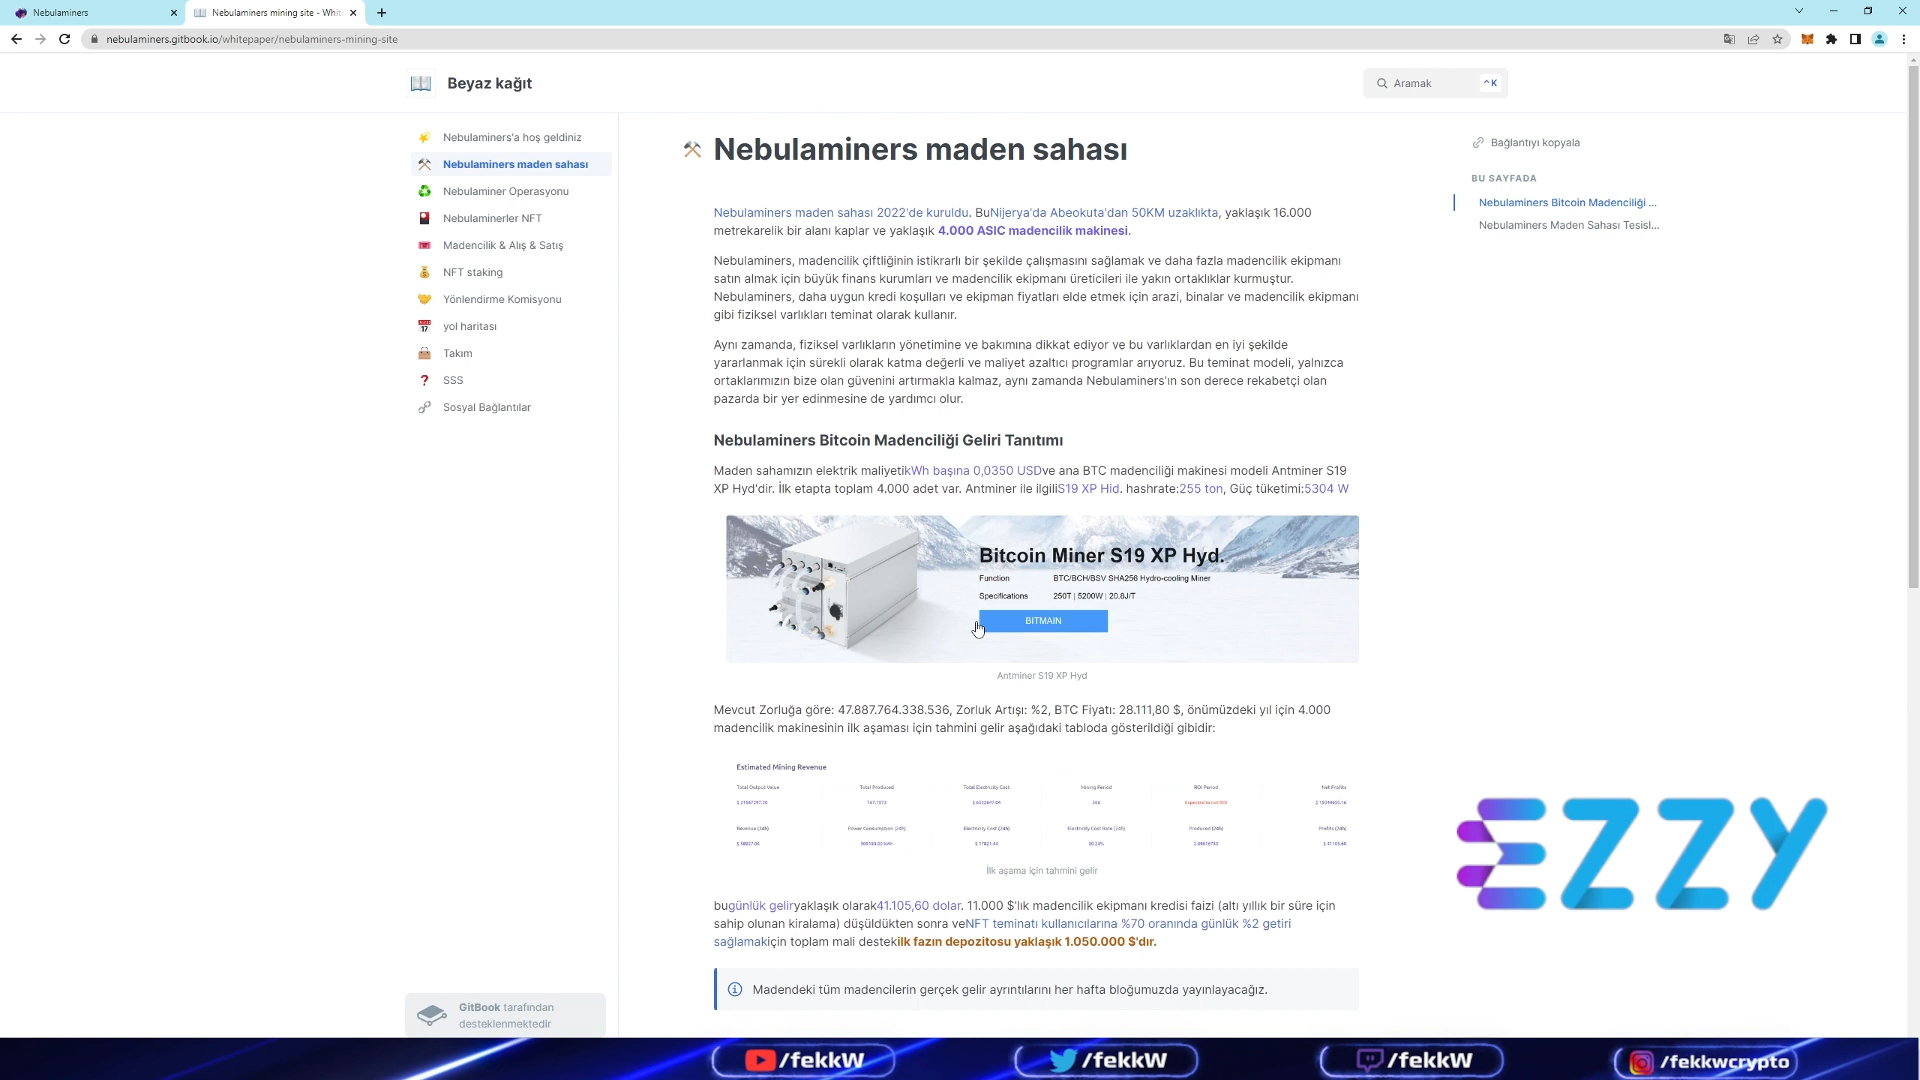 Nebulaminers
Nebulaminers mining site - Whit
nebulaminers.gitbook.io/whitepaper/nebulaminers-mining-site
Beyaz kağıt
Aramak
^K
Nebulaminers'a hoş geldiniz
Nebulaminers maden sahası
Nebulaminer Operasyonu
Nebulaminerler NFT
Madencilik & Alış & Satış
NFT staking
Yönlendirme Komisyonu
yol haritası
Takım
SSS
Sosyal Bağlantılar
GitBook tarafından
desteklenmektedir
Nebulaminers maden sahası
Nebulaminers maden sahası 2022'de kuruldu. BuNijerya'da Abeokuta'dan 50KM uzaklıkta, yaklaşık 16.000
metrekarelik bir alanı kaplar ve yaklaşık 4.000 ASIC madencilik makinesi.
Nebulaminers, madencilik çiftliğinin istikrarlı bir şekilde çalışmasını sağlamak ve daha fazla madencilik ekipmanı
satın almak için büyük finans kurumları ve madencilik ekipmanı üreticileri ile yakın ortaklıklar kurmuştur.
Nebulaminers, daha uygun kredi koşulları ve ekipman fiyatları elde etmek için arazi, binalar ve madencilik ekipmanı
gibi fiziksel varlıkları teminat olarak kullanır.
Aynı zamanda, fiziksel varlıkların yönetimine ve bakımına dikkat ediyor ve bu varlıklardan en iyi şekilde
yararlanmak için sürekli olarak katma değerli ve maliyet azaltıcı programlar arıyoruz. Bu teminat modeli, yalnızca
ortaklarımızın bize olan güvenini artırmakla kalmaz, aynı zamanda Nebulaminers'ın son derece rekabetçi olan
pazarda bir yer edinmesine de yardımcı olur.
Nebulaminers Bitcoin Madenciliği Geliri Tanıtımı
Maden sahamızın elektrik maliyetikWh başına 0,0350 USDve ana BTC madenciliği makinesi modeli Antminer S19
XP Hyd'dir. İlk etapta toplam 4.000 adet var. Antminer ile ilgiliS19 XP Hid. hashrate:255 ton, Güç tüketimi:5304 W
Bitcoin Miner S19 XP Hyd.
Function BTC/BCH/BSV SHA256 Hydro-cooling Miner
Specifications 250T | 5200W | 20.8J/T
BITMAIN
Antminer S19 XP Hyd
Mevcut Zorluğa göre: 47.887.764.338.536, Zorluk Artışı: %2, BTC Fiyatı: 28.111,80 $, önümüzdeki yıl için 4.000
madencilik makinesinin ilk aşaması için tahmini gelir aşağıdaki tabloda gösterildiği gibidir:
Estimated Mining Revenue
Total Output Value Total Produced Total Electricity Cost Mining Period ROI Period Net Profits
Expected to not ROI
Revenue (24h) Power Consumption (24h) Electricity Cost (24h) Electricity Cost Rate (24h) Produced (24h) Profits (24h)
İlk aşama için tahmini gelir
bugünlük geliryaklaşık olarak41.105,60 dolar. 11.000 $'lık madencilik ekipmanı kredisi faizi (altı yıllık bir süre için
sahip olunan kiralama) düşüldükten sonra veNFT teminatı kullanıcılarına %70 oranında günlük %2 getiri
sağlamakiçin toplam mali destekilk fazın depozitosu yaklaşık 1.050.000 $'dır.
Madendeki tüm madencilerin gerçek gelir ayrıntılarını her hafta bloğumuzda yayınlayacağız.
Bağlantıyı kopyala
BU SAYFADA
Nebulaminers Bitcoin Madenciliği ...
Nebulaminers Maden Sahası Tesisl...
EZZY
/fekkW
/fekkW
/fekkW
/fekkwcrypto